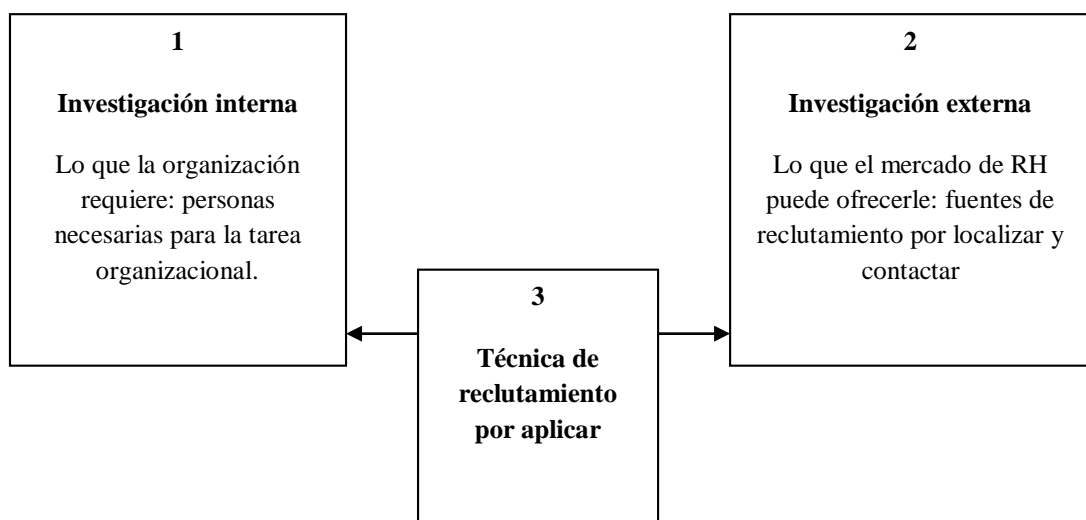 1
Investigación interna
Lo que la organización
requiere: personas
necesarias para la tarea
organizacional.
2
Investigación externa
Lo que el mercado de RH
puede ofrecerle: fuentes de
reclutamiento por localizar y
contactar
3
Técnica de
reclutamiento
por aplicar